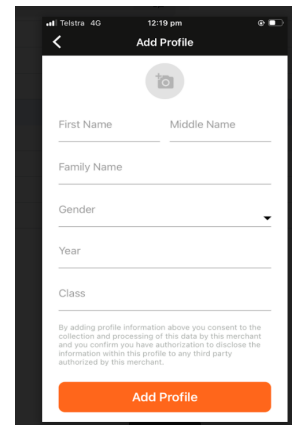 Telstra 4G 12:19 pm
Add Profile
First Name Middle Name
Family Name
Gender
Year
Class
By adding profile information above you consent to the
collection and processing of this data by this merchant
and you confirm you have authorization to disclose the
information within this profile to any third party
authorized by this merchant.
Add Profile